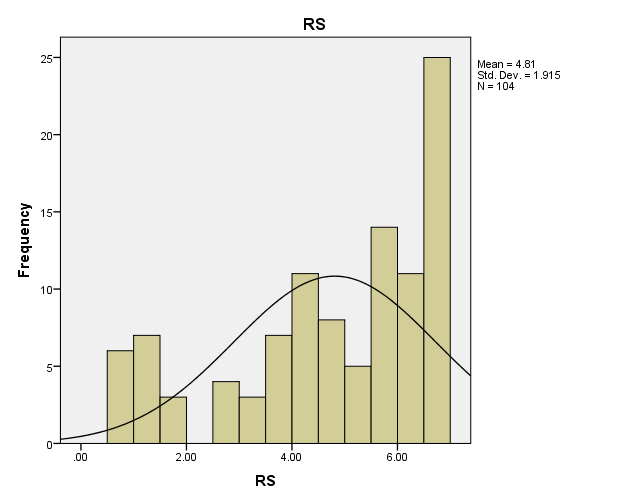 RS
Mean = 4.81
Std. Dev. = 1.915
N = 104
25
20
15
10
5
0
Frequency
.00 2.00 4.00 6.00
RS